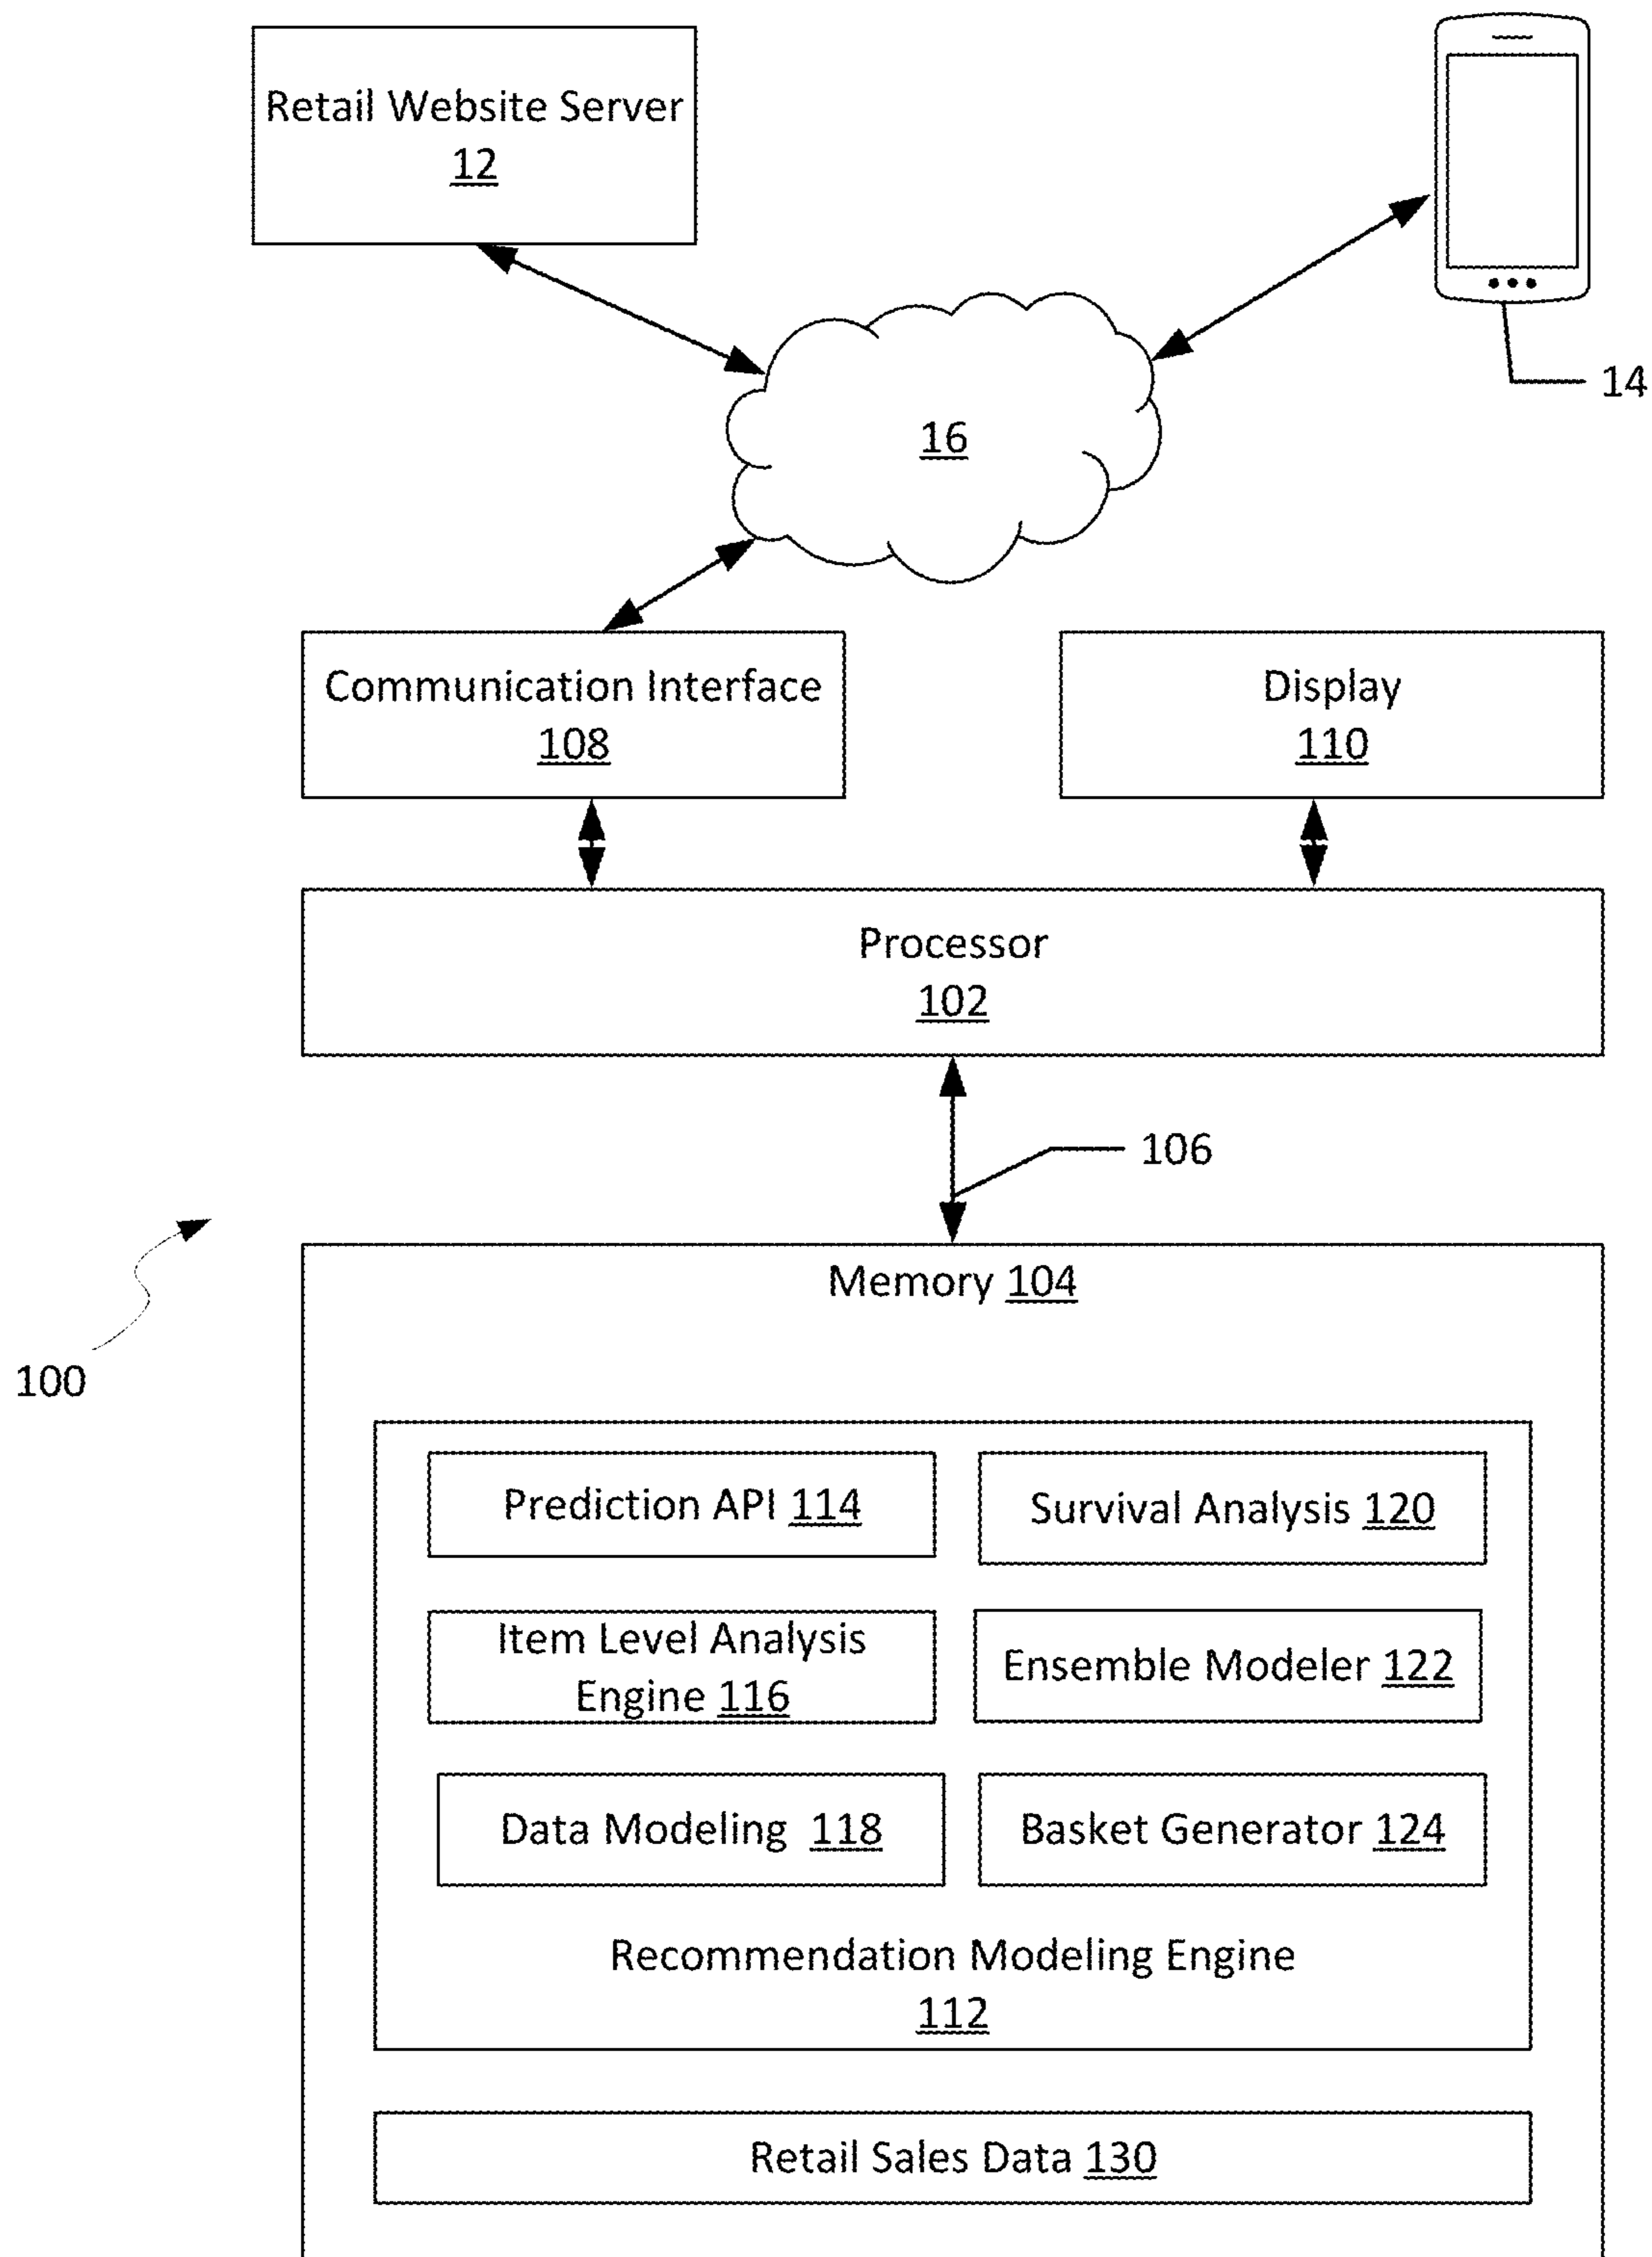 Retail Website Server
12
14
16
Communication Interface
108
Display
110
Processor
102
106
Memory 104
100
Prediction API 114
Survival Analysis 120
Item Level Analysis
Engine 116
Ensemble Modeler 122
Data Modeling 118
Basket Generator 124
Recommendation Modeling Engine
112
Retail Sales Data 130